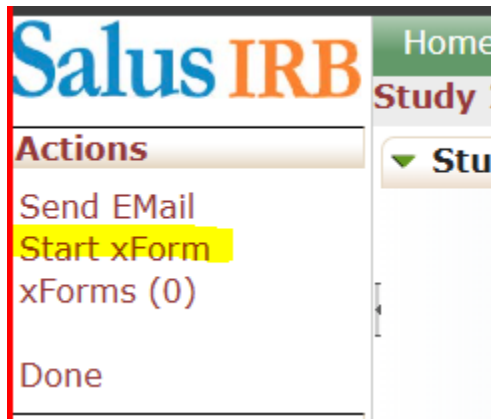 Salus IRB
Home
Study
Actions
Stu
Send EMail
Start xForm
xForms (0)
Done